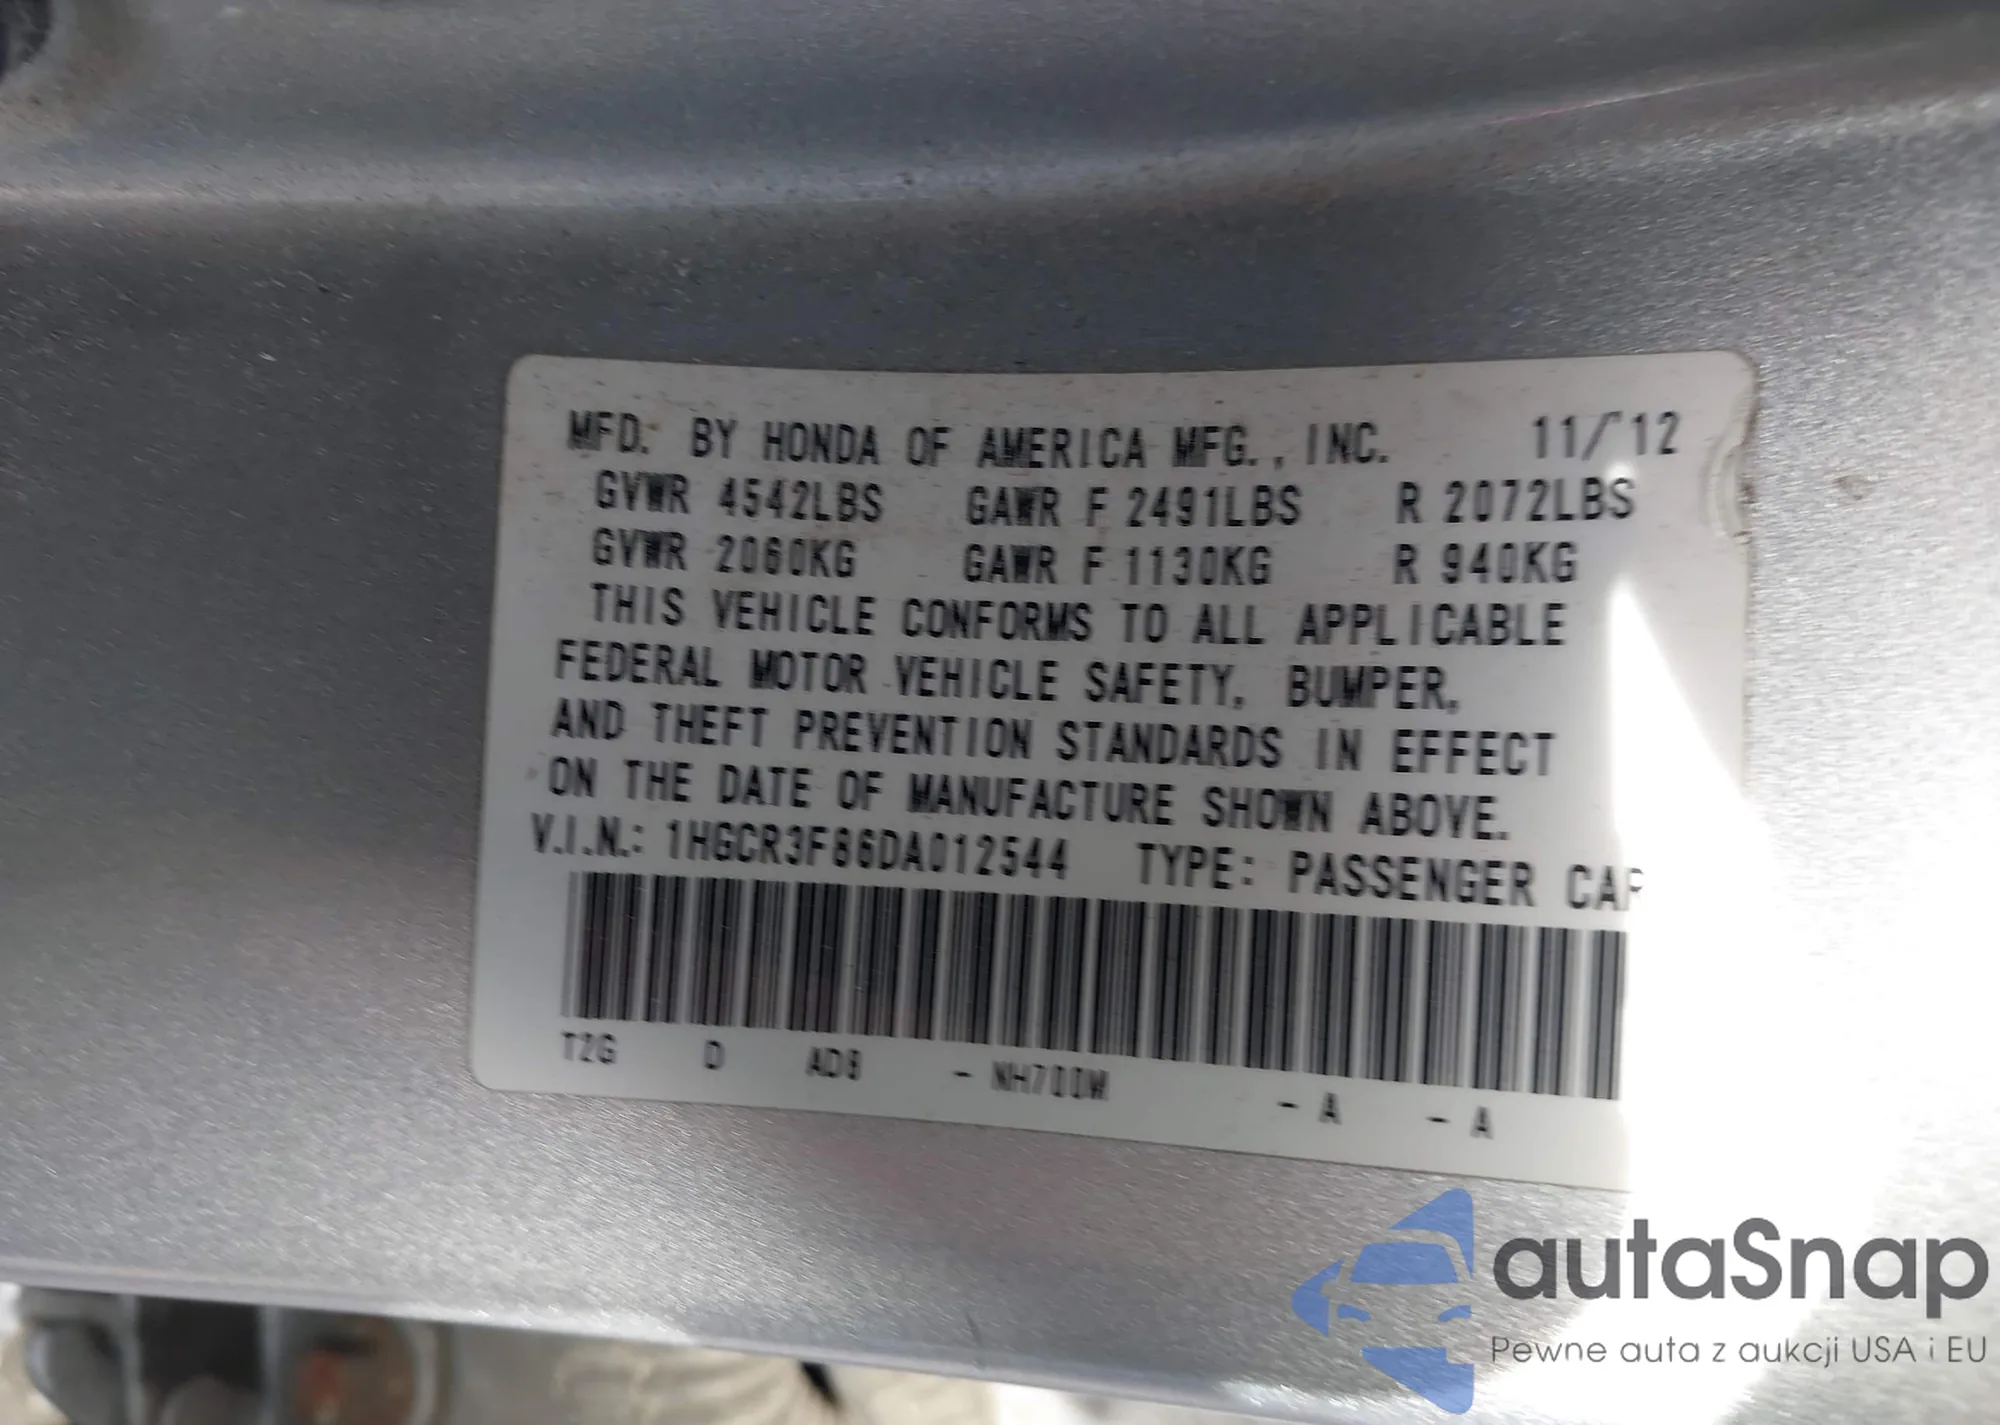 MFD. BY HONDA OF AMERICA MFG., INC. 11/12
GVWR 4542LBS GAWR F 2491LBS R 2072LBS
GVWR 2060KG GAWR F 1130KG R 940KG
THIS VEHICLE CONFORMS TO ALL APPLICABLE
FEDERAL MOTOR VEHICLE SAFETY, BUMPER,
AND THEFT PREVENTION STANDARDS IN EFFECT
ON THE DATE OF MANUFACTURE SHOWN ABOVE.
V.I.N.: 1HGCR3F86DA012544 TYPE: PASSENGER CAR
T2G D AD8 - NH700M - A - A
autaSnap
Pewne auta z aukcji USA i EU